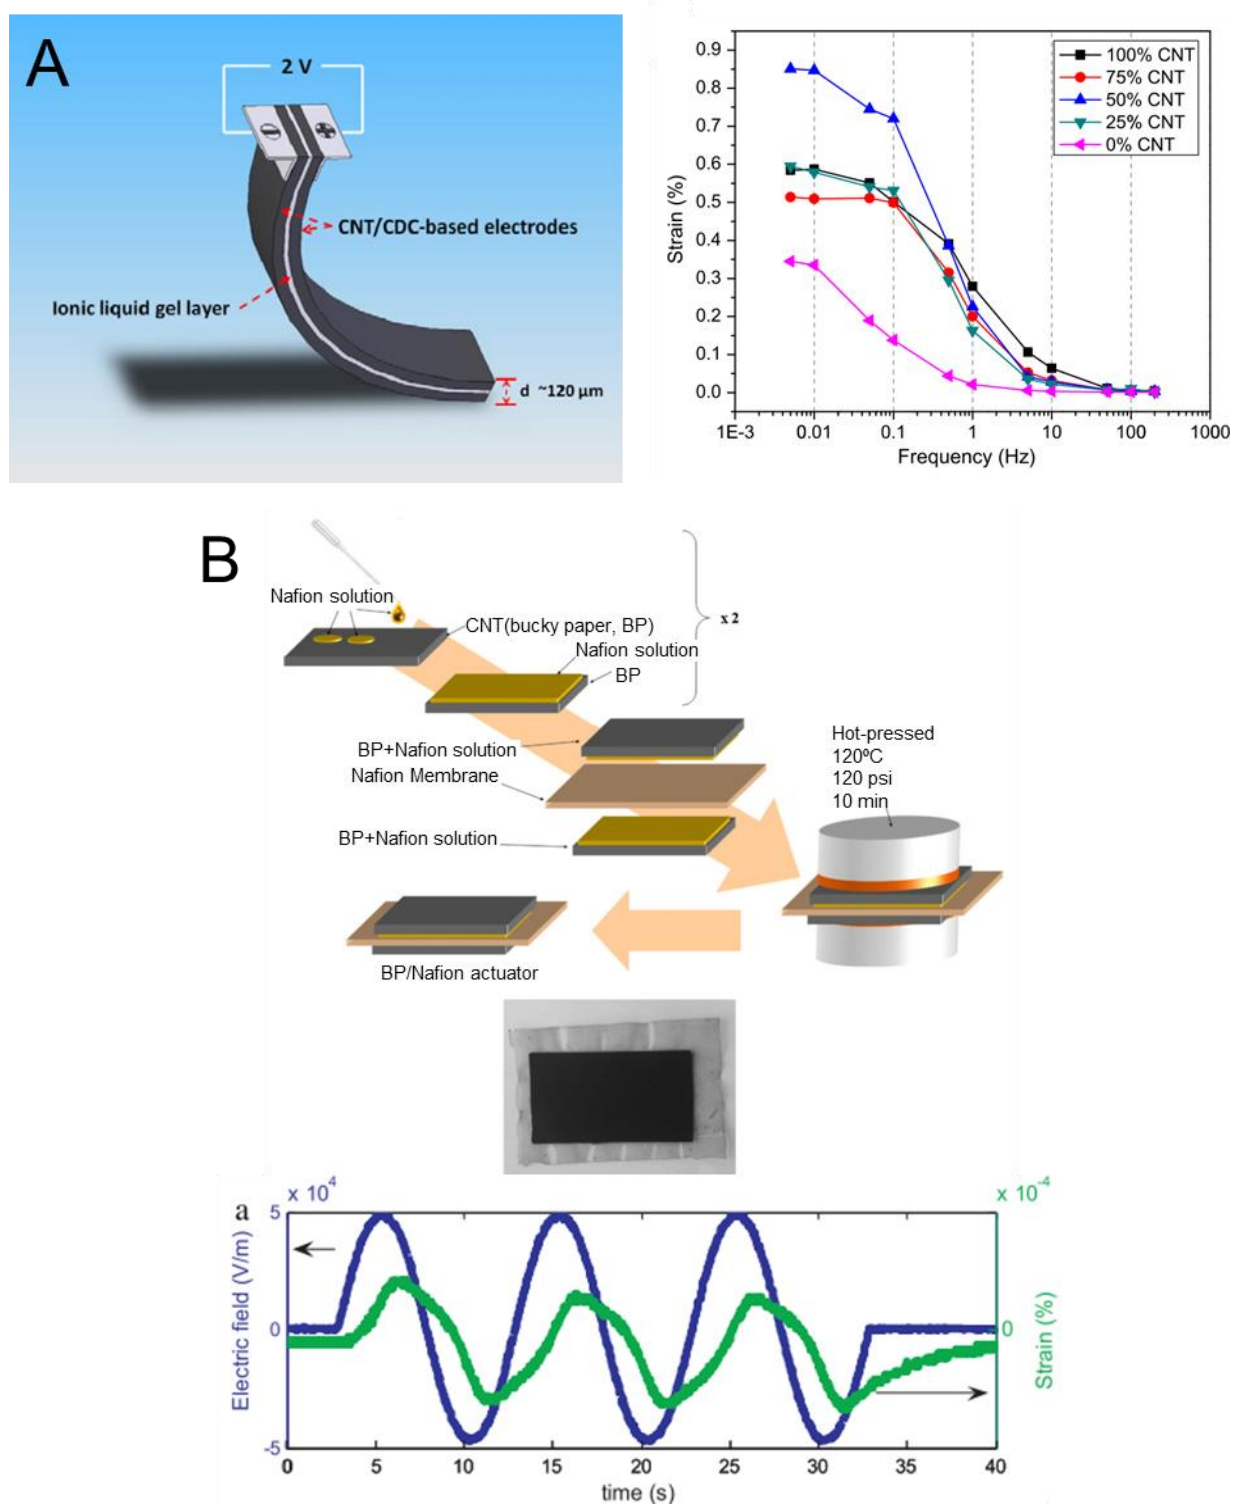 A
2 V
CNT/CDC-based electrodes
Ionic liquid gel layer
d ~120 µm
0.9
0.8
0.7
0.6
0.5
0.4
0.3
0.2
0.1
0.0
Strain (%)
100% CNT
75% CNT
50% CNT
25% CNT
0% CNT
1E-3 0.01 0.1 1 10 100 1000
Frequency (Hz)
B
Nafion solution
CNT(bucky paper, BP)
x 2
Nafion solution
BP
BP+Nafion solution
Nafion Membrane
BP+Nafion solution
Hot-pressed
120ºC
120 psi
10 min
BP/Nafion actuator
a
x 10⁴
x 10⁻⁴
5
0
-5
Electric field (V/m)
0
Strain (%)
0 5 10 15 20 25 30 35 40
time (s)